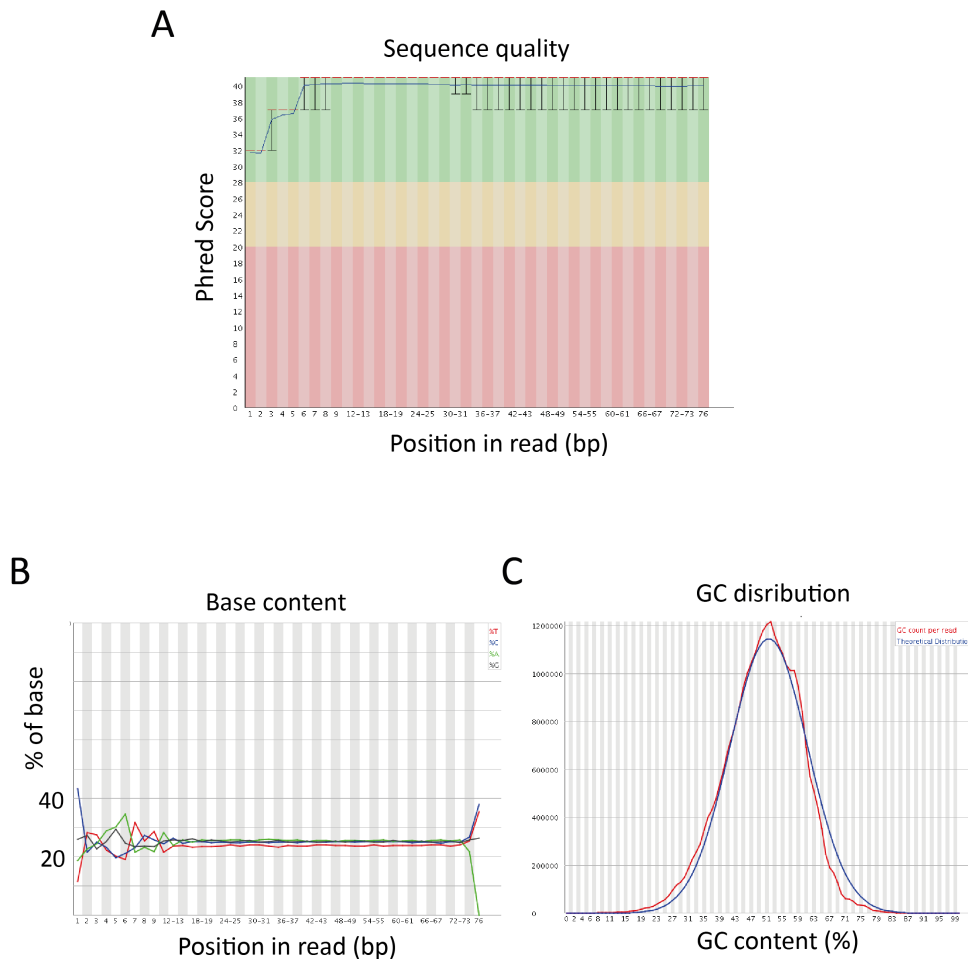 A
Sequence quality
Phred Score
40
38
36
34
32
30
28
26
24
22
20
18
16
14
12
10
8
6
4
2
0
1 2 3 4 5 6 7 8 9 12-13 18-19 24-25 30-31 36-37 42-43 48-49 54-55 60-61 66-67 72-73 76
Position in read (bp)
B
Base content
%T
%C
%A
%G
% of base
40
20
1 2 3 4 5 6 7 8 9 12-13 18-19 24-25 30-31 36-37 42-43 48-49 54-55 60-61 66-67 72-73 76
Position in read (bp)
C
GC disribution
GC count per read
Theoretical Distributio
1200000
1000000
800000
600000
400000
200000
0
0 2 4 6 8 11 15 19 23 27 31 35 39 43 47 51 55 59 63 67 71 75 79 83 87 91 95 99
GC content (%)